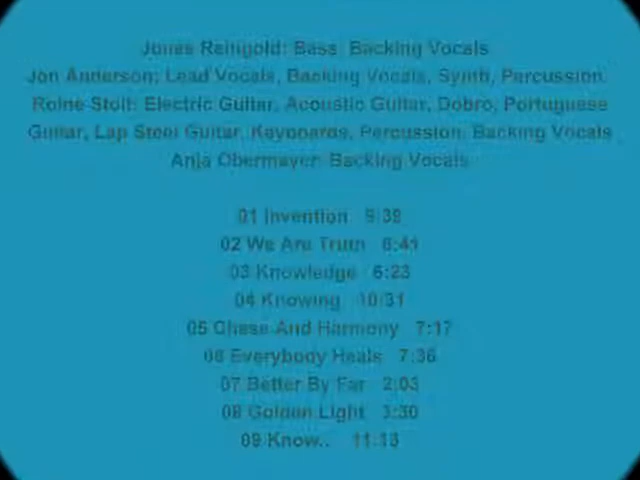 Jonas Reingold: Bass, Backing Vocals
Jon Anderson: Lead Vocals, Backing Vocals, Synth, Percussion.
Roine Stolt: Electric Guitar, Acoustic Guitar, Dobro, Portuguese
Guitar, Lap Steel Guitar, Keyboards, Percussion, Backing Vocals
Anja Obermayer: Backing Vocals
01 Invention 9:39
02 We Are Truth 6:41
03 Knowledge 6:23
04 Knowing 10:31
05 Chase And Harmony 7:17
06 Everybody Heals 7:36
07 Better By Far 2:03
08 Golden Light 3:30
09 Know.. 11:13